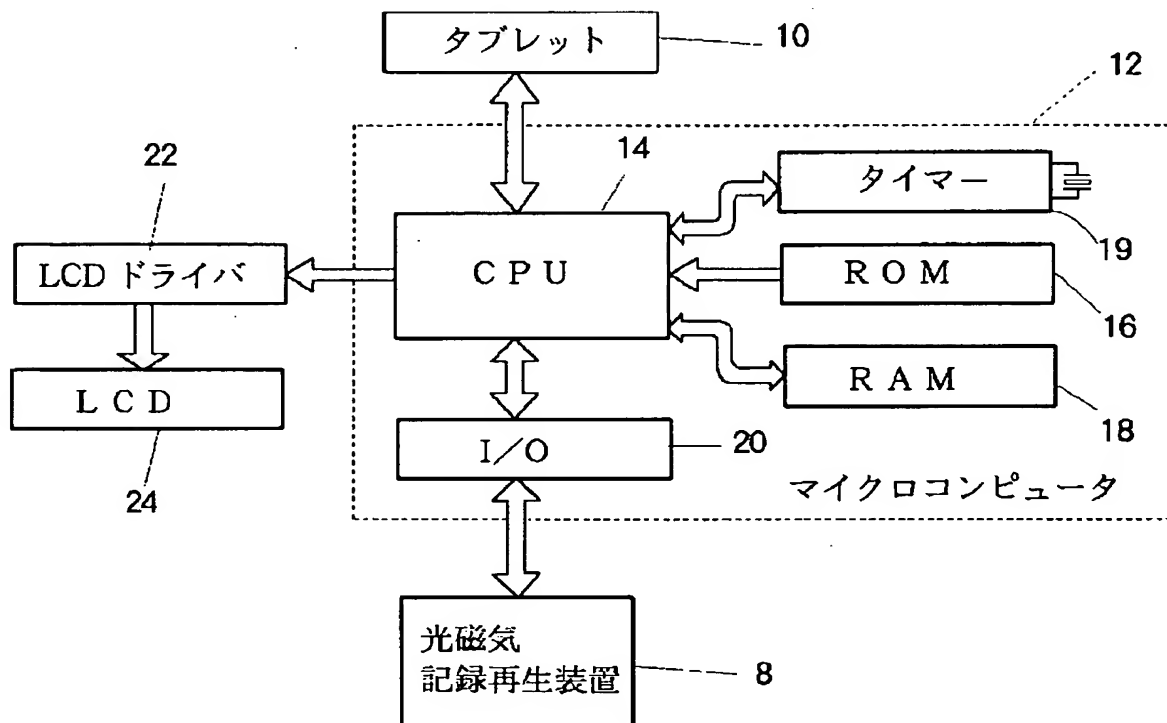 タブレット
10
12
22
14
タイマー
19
LCD ドライバ
CPU
ROM
16
LCD
RAM
18
24
I/O
20
マイクロコンピュータ
光磁気
記録再生装置
8